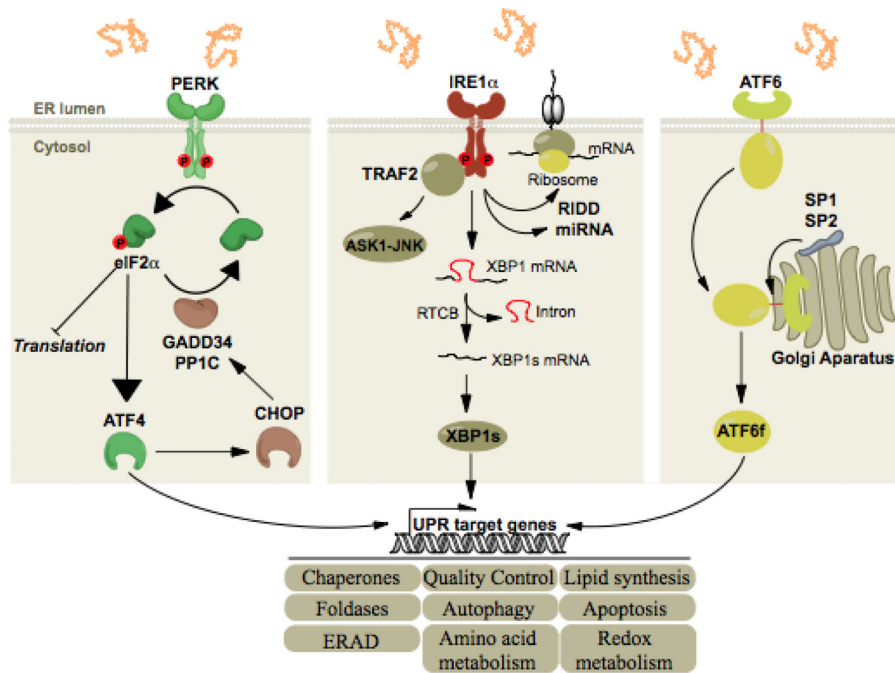 PERK
ER lumen
Cytosol
P
P
P
eIF2α
Translation
GADD34
PP1C
ATF4
CHOP
IRE1α
P
P
TRAF2
mRNA
Ribosome
RIDD
miRNA
ASK1-JNK
XBP1 mRNA
RTCB
Intron
XBP1s mRNA
XBP1s
ATF6
SP1
SP2
Golgi Aparatus
ATF6f
UPR target genes
Chaperones
Quality Control
Lipid synthesis
Foldases
Autophagy
Apoptosis
ERAD
Amino acid
metabolism
Redox
metabolism